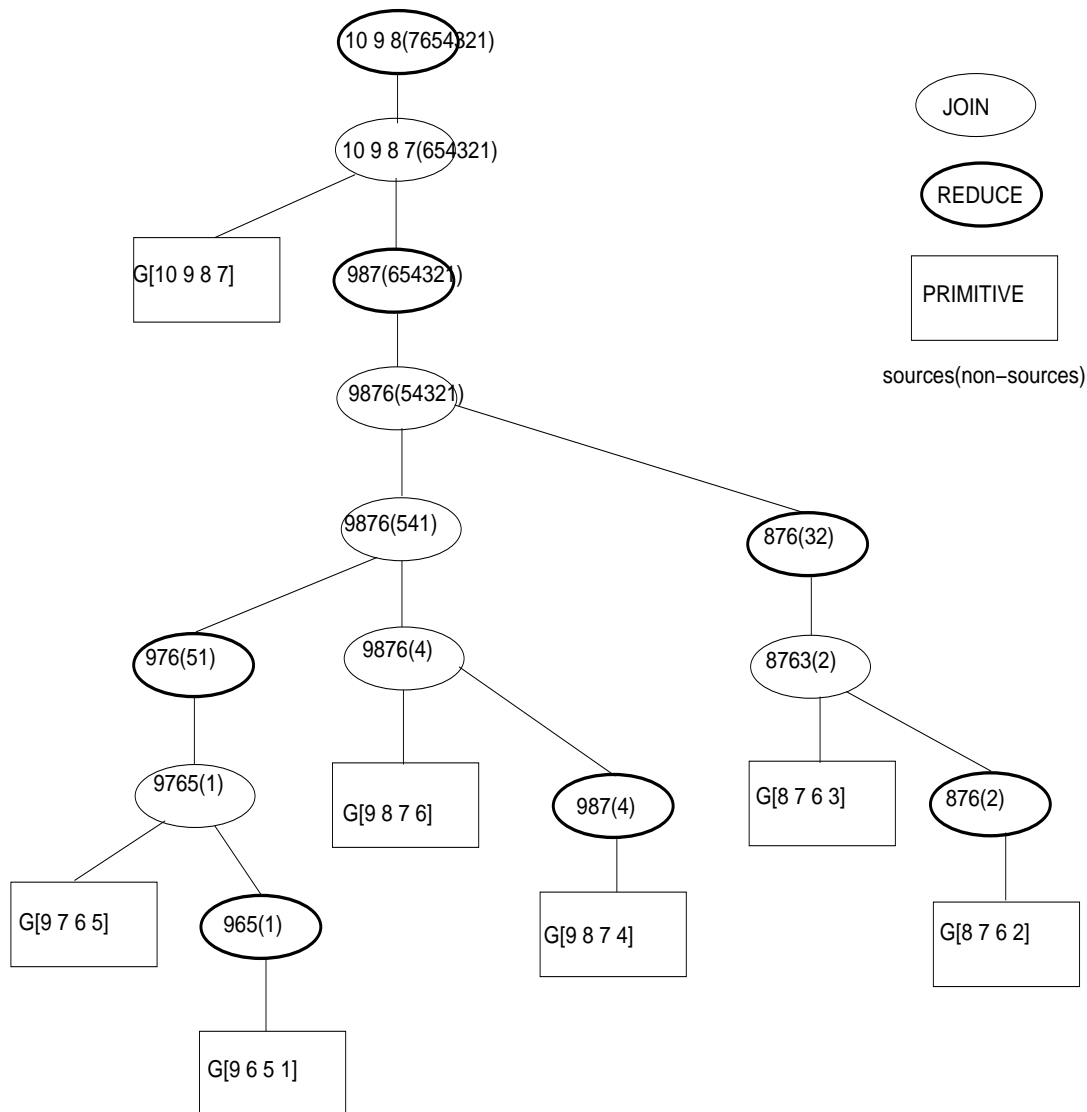 10 9 8(7654321)
JOIN
10 9 8 7(654321)
REDUCE
G[10 9 8 7]
987(654321)
PRIMITIVE
sources(non–sources)
9876(54321)
9876(541)
876(32)
976(51)
9876(4)
8763(2)
9765(1)
G[9 8 7 6]
987(4)
G[8 7 6 3]
876(2)
G[9 7 6 5]
965(1)
G[9 8 7 4]
G[8 7 6 2]
G[9 6 5 1]